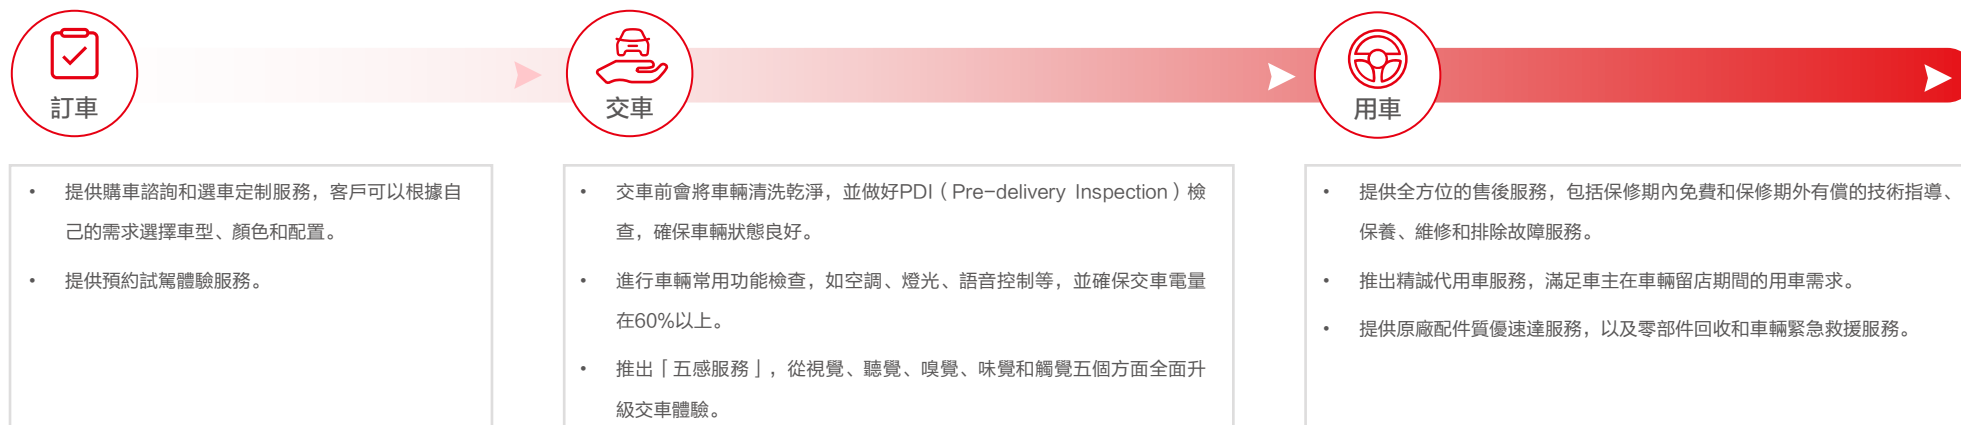 訂車
交車
用車
• 提供購車諮詢和選車定制服務，客戶可以根據自
己的需求選擇車型、顏色和配置。
• 提供預約試駕體驗服務。
• 交車前會將車輛清洗乾淨，並做好PDI（Pre-delivery Inspection）檢
查，確保車輛狀態良好。
• 進行車輛常用功能檢查，如空調、燈光、語音控制等，並確保交車電量
在60%以上。
• 推出「五感服務」，從視覺、聽覺、嗅覺、味覺和觸覺五個方面全面升
級交車體驗。
• 提供全方位的售後服務，包括保修期內免費和保修期外有償的技術指導、
保養、維修和排除故障服務。
• 推出精誠代用車服務，滿足車主在車輛留店期間的用車需求。
• 提供原廠配件質優速達服務，以及零部件回收和車輛緊急救援服務。